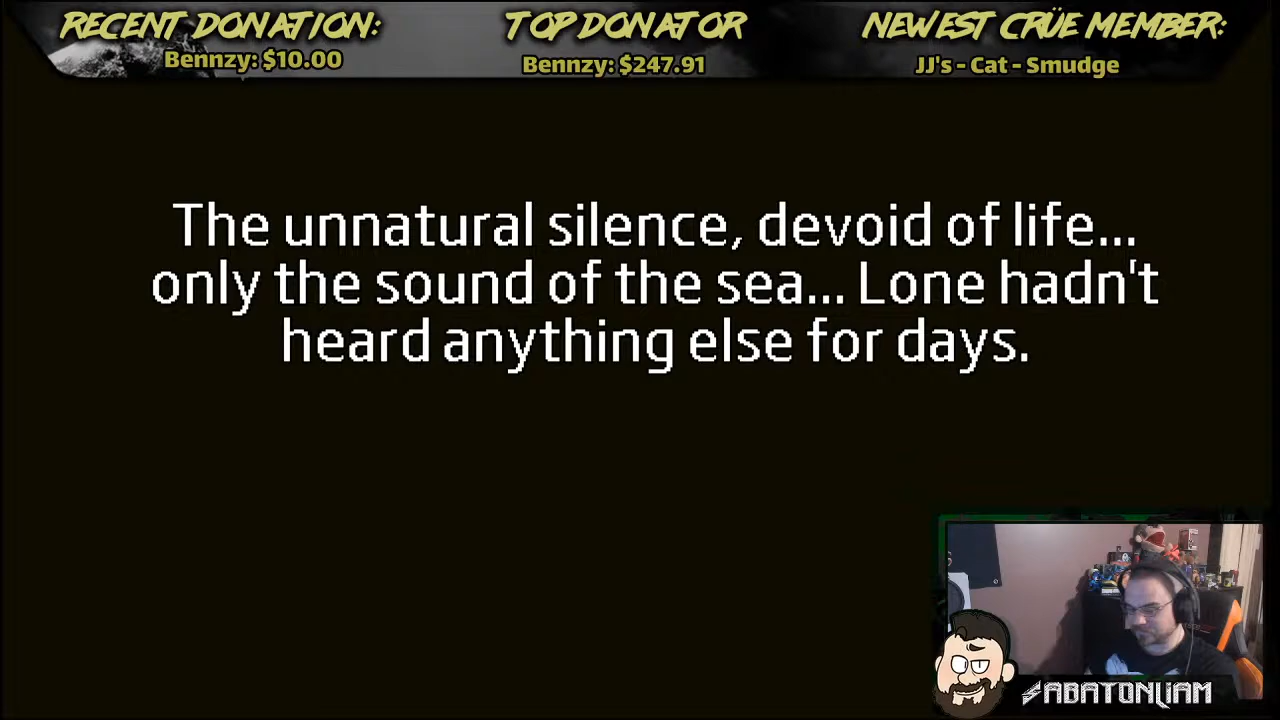 RECENT DONATION:
Bennzy: $10.00
TOP DONATOR
Bennzy: $247.91
NEWEST CRÜE MEMBER:
JJ's - Cat - Smudge
The unnatural silence, devoid of life...
only the sound of the sea... Lone hadn't
heard anything else for days.
SABATONLIAM